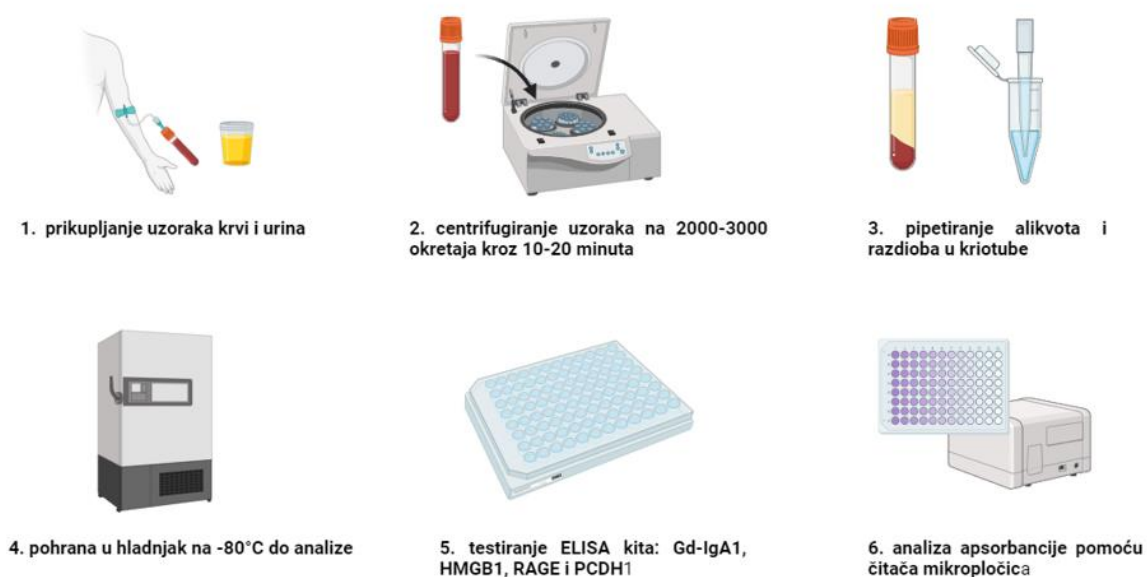 1. prikupljanje uzoraka krvi i urina
2. centrifugiranje uzoraka na 2000-3000
okretaja kroz 10-20 minuta
3. pipetiranje alikvota i
razdioba u kriotube
4. pohrana u hladnjak na -80°C do analize
5. testiranje ELISA kita: Gd-IgA1,
HMGB1, RAGE i PCDH1
6. analiza apsorbancije pomoću
čitača mikropločica